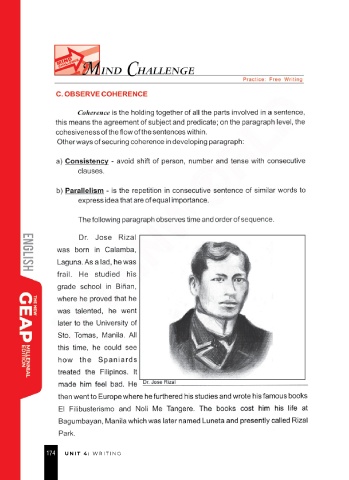 MIND CHALLENGE
MIND CHALLENGE
Practice: Free Writing
C. OBSERVE COHERENCE
Coherence is the holding together of all the parts involved in a sentence,
this means the agreement of subject and predicate; on the paragraph level, the
cohesiveness of the flow of the sentences within.
Other ways of securing coherence in developing paragraph:
a) Consistency - avoid shift of person, number and tense with consecutive
clauses.
b) Parallelism - is the repetition in consecutive sentence of similar words to
express idea that are of equal importance.
The following paragraph observes time and order of sequence.
Dr. Jose Rizal
was born in Calamba,
Laguna. As a lad, he was
frail. He studied his
grade school in Biñan,
where he proved that he
was talented, he went
later to the University of
Sto. Tomas, Manila. All
this time, he could see
how the Spaniards
treated the Filipinos. It
made him feel bad. He
Dr. Jose Rizal
then went to Europe where he furthered his studies and wrote his famous books
El Filibusterismo and Noli Me Tangere. The books cost him his life at
Bagumbayan, Manila which was later named Luneta and presently called Rizal
Park.
ENGLISH
THE NEW
GEAP
MILLENNIAL
EDITION
174 UNIT 4: WRITING